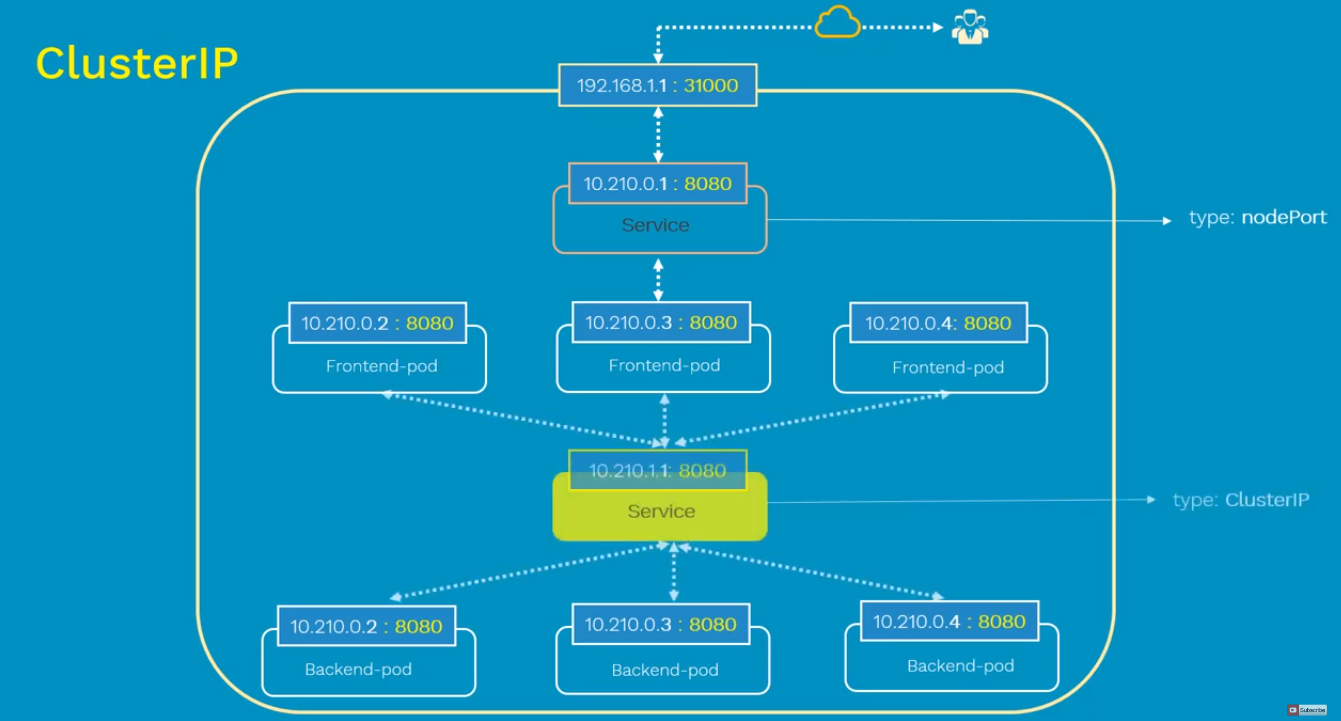 ClusterIP
192.168.1.1 : 31000
10.210.0.1 : 8080
Service
type: nodePort
10.210.0.2 : 8080
10.210.0.3 : 8080
10.210.0.4: 8080
Frontend-pod
Frontend-pod
Frontend-pod
10.210.1.1: 8080
Service
type: ClusterIP
10.210.0.2 : 8080
10.210.0.3 : 8080
10.210.0.4 : 8080
Backend-pod
Backend-pod
Backend-pod
Subscribe